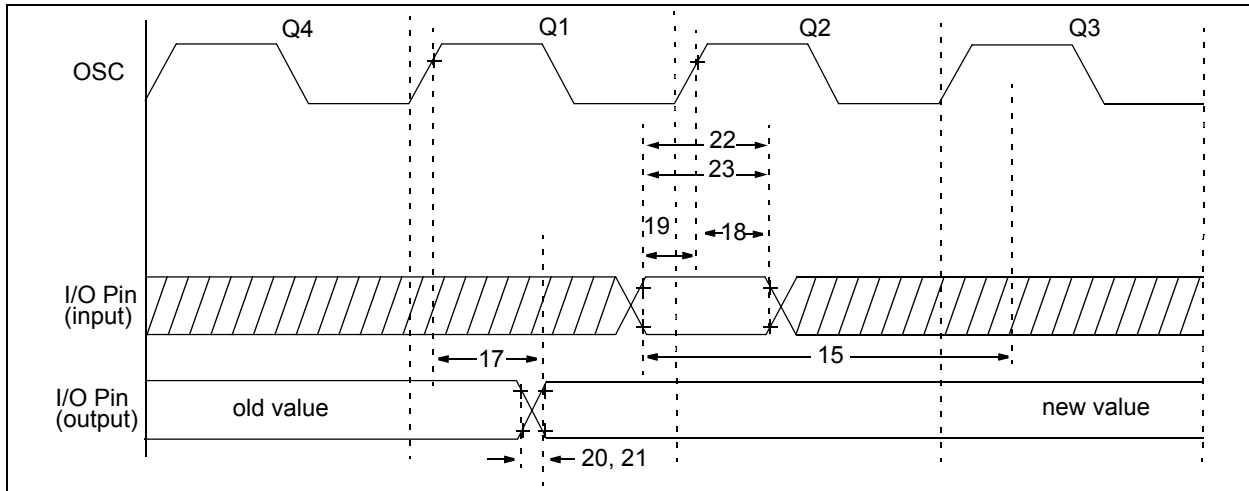 Q4 Q1 Q2 Q3
OSC
22
23
19
18
I/O Pin
(input)
17
15
I/O Pin
(output)
old value
new value
20, 21